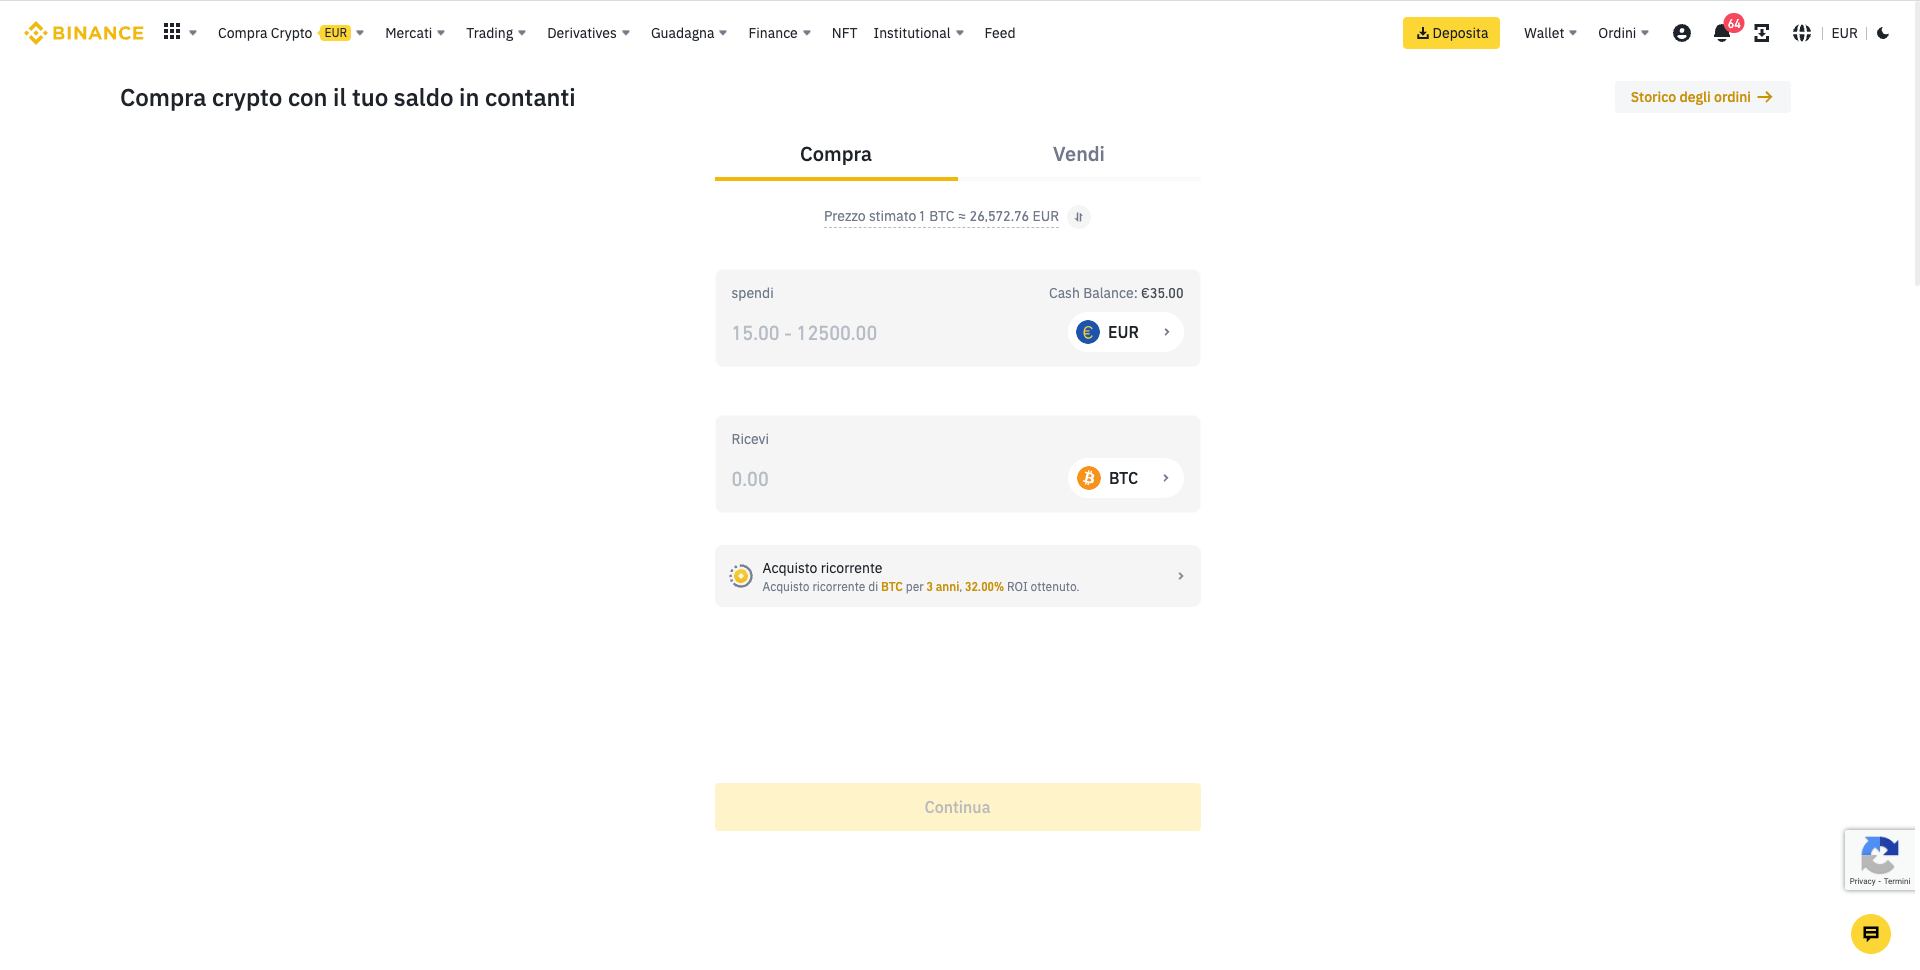 BINANCE
Compra Crypto EUR
Mercati
Trading
Derivatives
Guadagna
Finance
NFT
Institutional
Feed
Deposita
Wallet
Ordini
64
EUR
Compra crypto con il tuo saldo in contanti
Storico degli ordini
Compra
Vendi
Prezzo stimato 1 BTC ≈ 26,572.76 EUR
spendi
Cash Balance: €35.00
15.00 - 12500.00
EUR
Ricevi
0.00
BTC
Acquisto ricorrente
Acquisto ricorrente di BTC per 3 anni, 32.00% ROI ottenuto.
Continua
Privacy - Termini